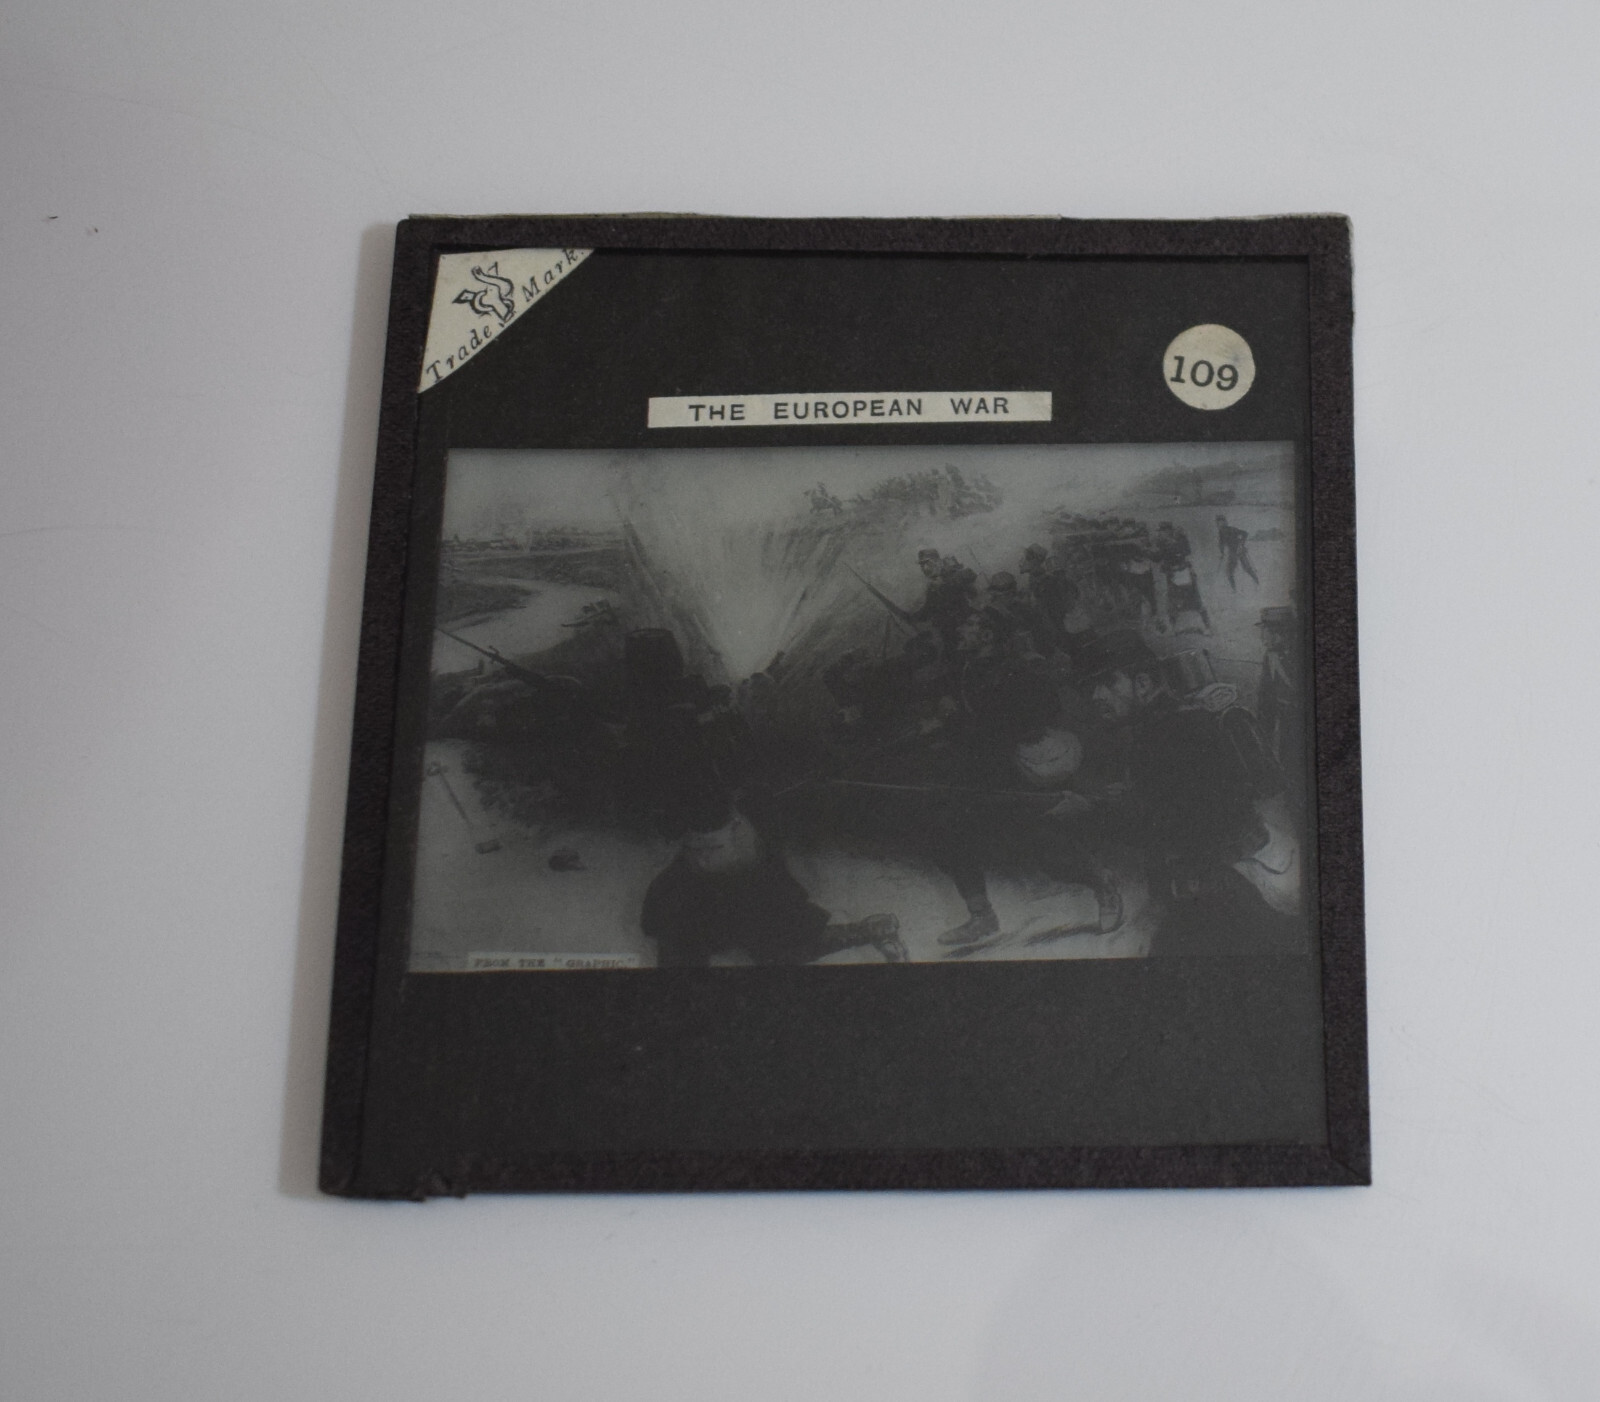 Trade Mark.
109
THE EUROPEAN WAR
FROM THE "GRAPHIC"